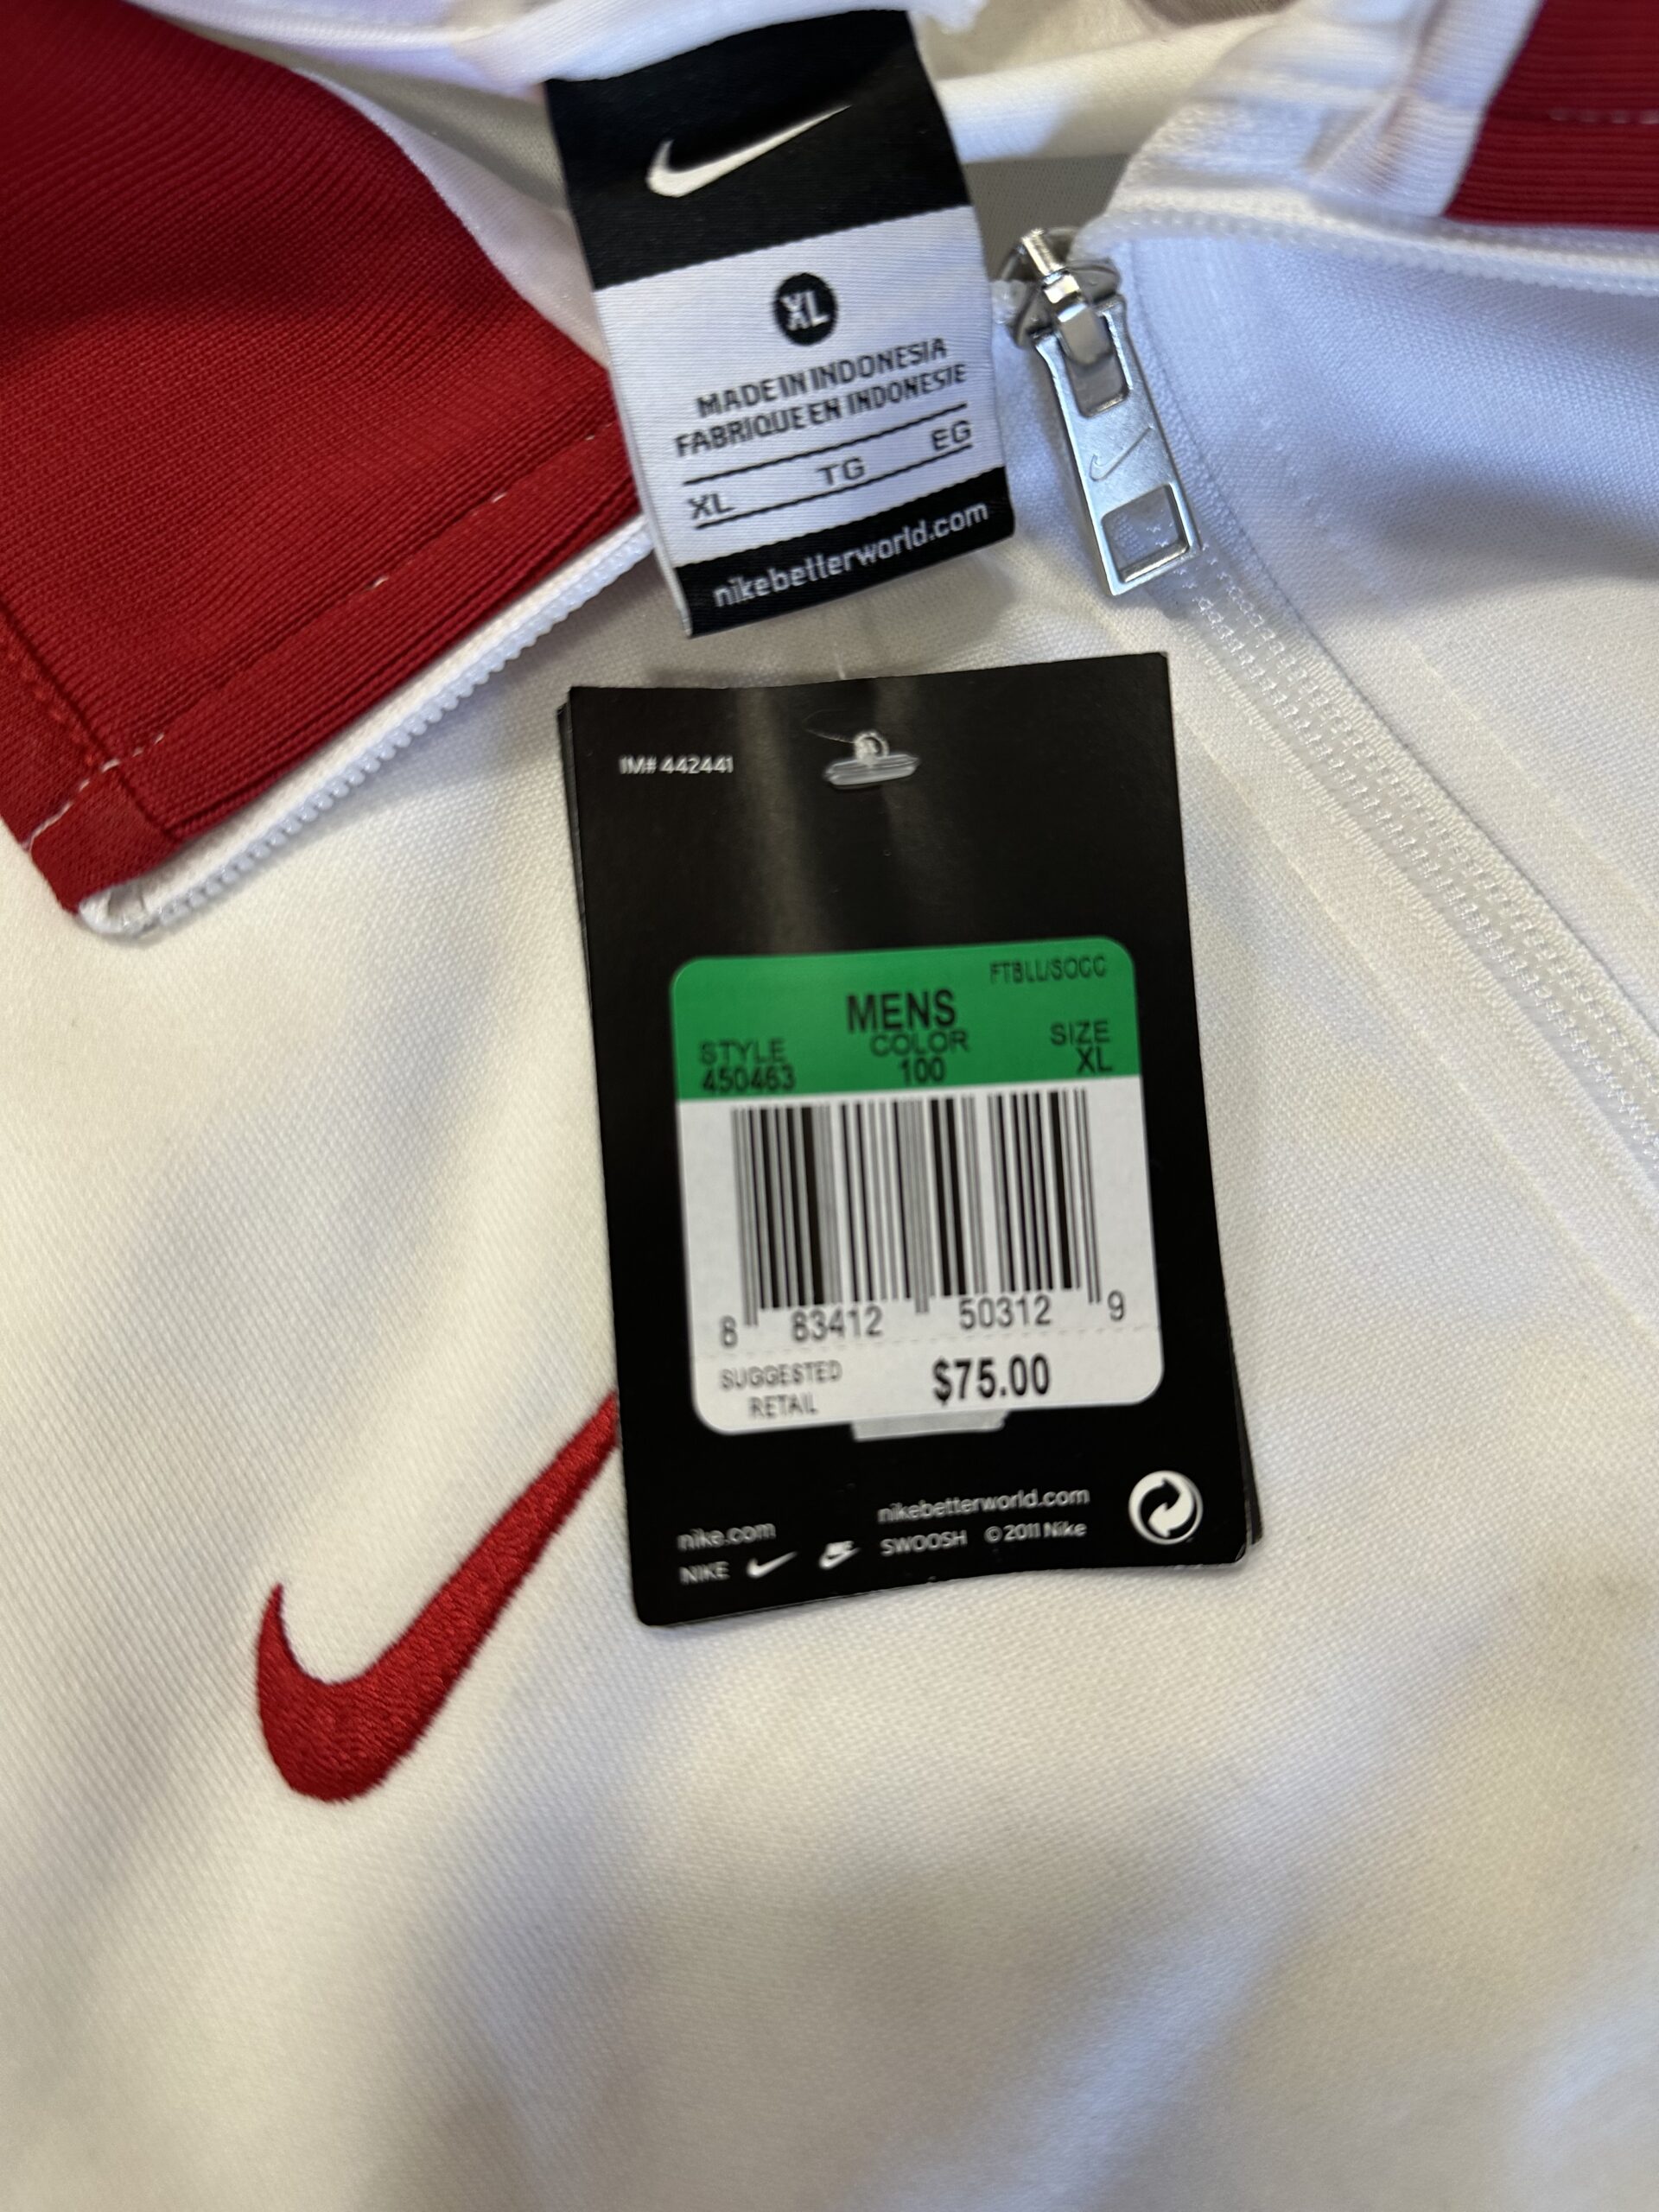 XL
MADE IN INDONESIA
FABRIQUE EN INDONESIE
XL TG EG
nikebetterworld.com
IM# 442441
FTBLL/SOCC
MENS
STYLE COLOR SIZE
450463 100 XL
8 83412 50312 9
SUGGESTED
RETAIL
$75.00
nikebetterworld.com
nike.com
NIKE SWOOSH © 2011 Nike